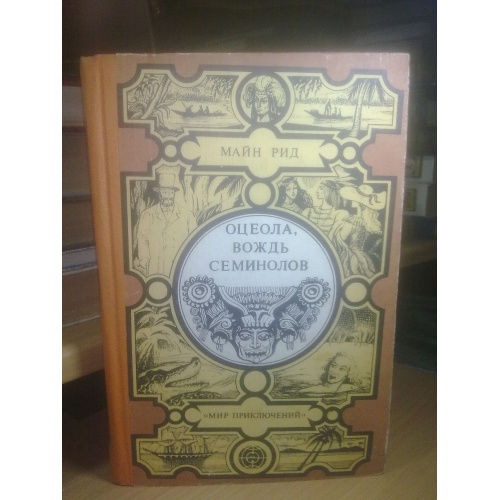 МАЙН РИД
ОЦЕОЛА,
ВОЖДЬ
СЕМИНОЛОВ
«МИР ПРИКЛЮЧЕНИЙ»